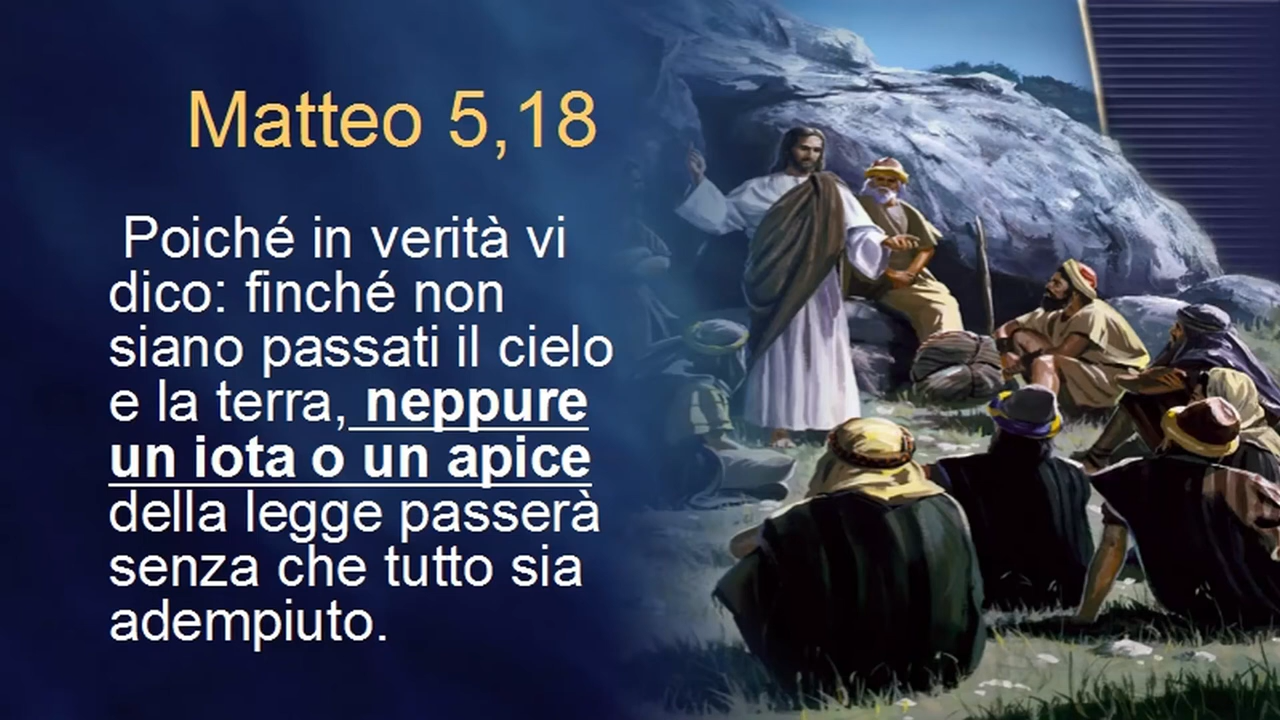 Matteo 5,18
Poiché in verità vi
dico: finché non
siano passati il cielo
e la terra, neppure
un iota o un apice
della legge passerà
senza che tutto sia
adempiuto.